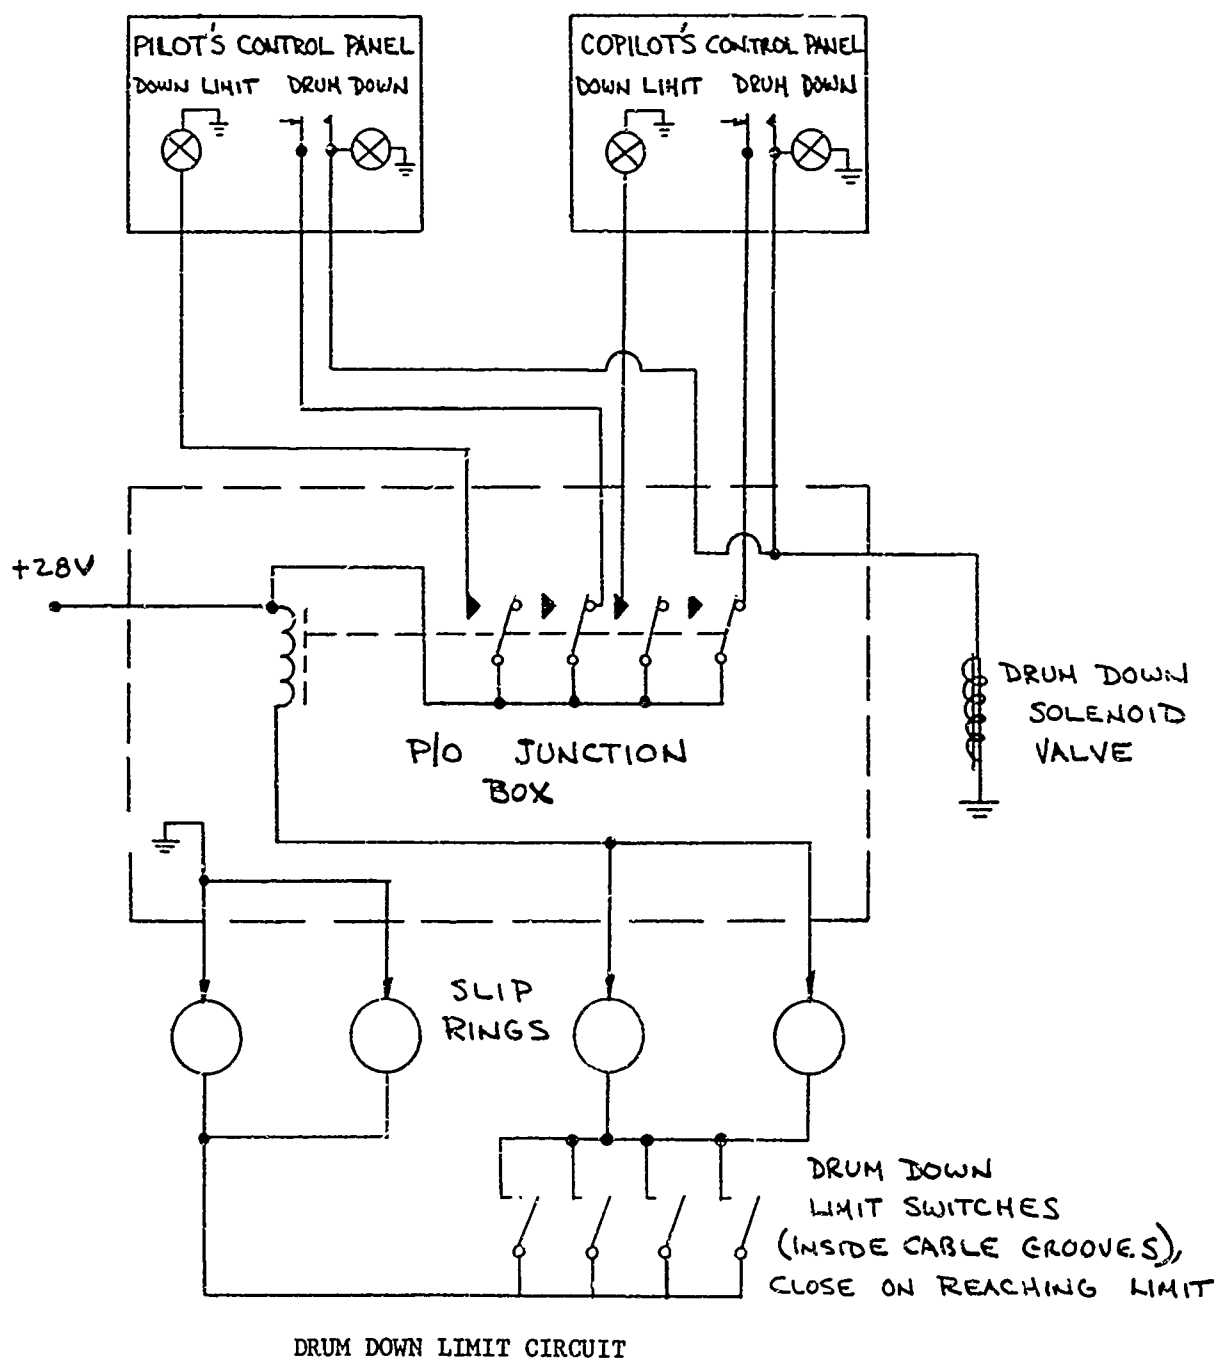 PILOT'S CONTROL PANEL
DOWN LIMIT DRUM DOWN
COPILOT'S CONTROL PANEL
DOWN LIMIT DRUM DOWN
+28V
DRUM DOWN
SOLENOID
VALVE
P/O JUNCTION
BOX
SLIP
RINGS
DRUM DOWN
LIMIT SWITCHES
(INSIDE CABLE GROOVES),
CLOSE ON REACHING LIMIT
DRUM DOWN LIMIT CIRCUIT